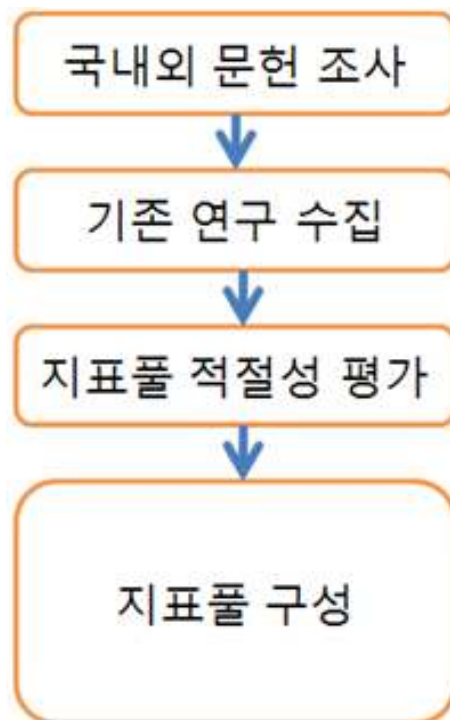 국내외 문헌 조사
기존 연구 수집
지표풀 적절성 평가
지표풀 구성